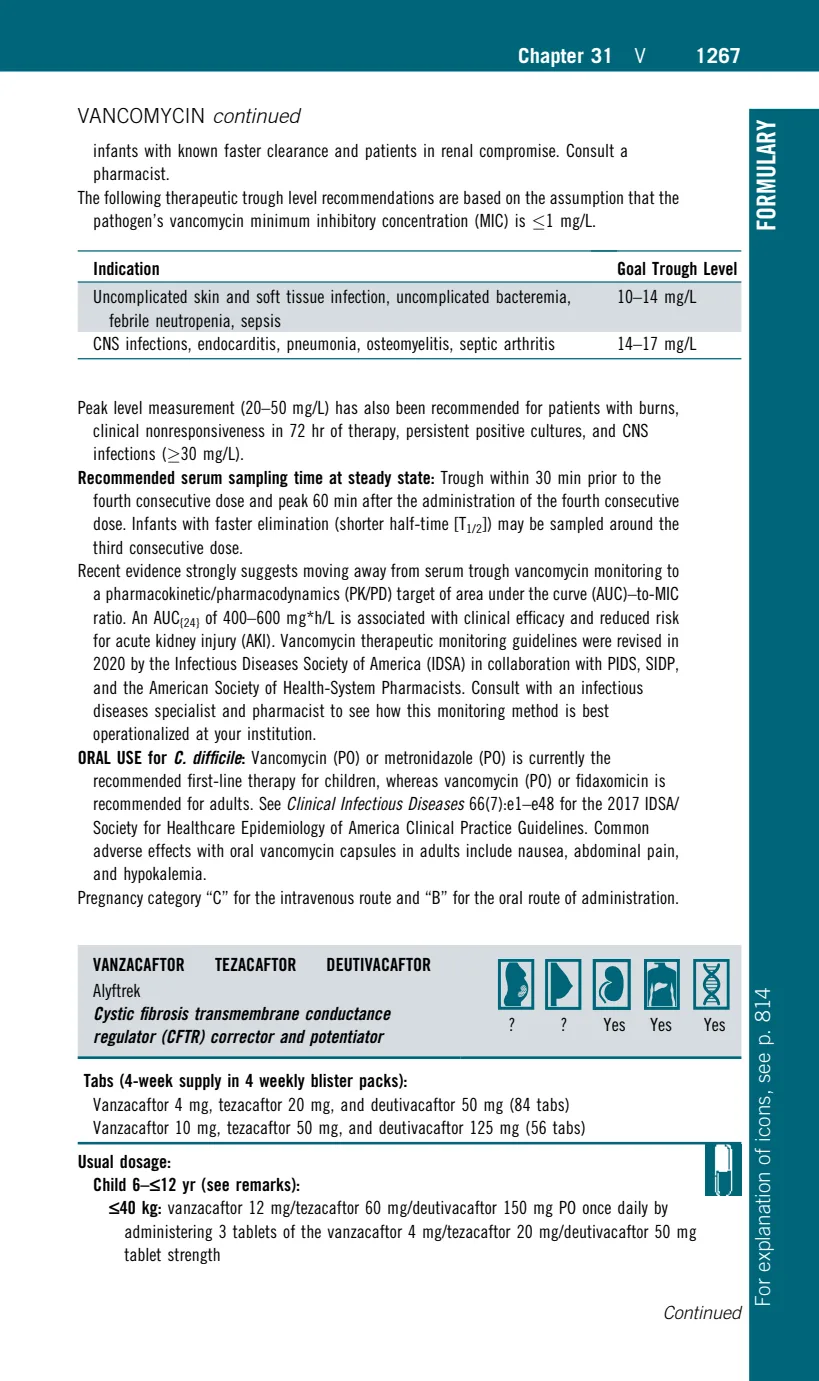 Chapter 31 V 1267
VANCOMYCIN continued
infants with known faster clearance and patients in renal compromise. Consult a
pharmacist.
The following therapeutic trough level recommendations are based on the assumption that the
pathogen's vancomycin minimum inhibitory concentration (MIC) is ≤1 mg/L.
Indication Goal Trough Level
Uncomplicated skin and soft tissue infection, uncomplicated bacteremia, 10–14 mg/L
febrile neutropenia, sepsis
CNS infections, endocarditis, pneumonia, osteomyelitis, septic arthritis 14–17 mg/L
Peak level measurement (20–50 mg/L) has also been recommended for patients with burns,
clinical nonresponsiveness in 72 hr of therapy, persistent positive cultures, and CNS
infections (≥30 mg/L).
Recommended serum sampling time at steady state: Trough within 30 min prior to the
fourth consecutive dose and peak 60 min after the administration of the fourth consecutive
dose. Infants with faster elimination (shorter half-time [T1/2]) may be sampled around the
third consecutive dose.
Recent evidence strongly suggests moving away from serum trough vancomycin monitoring to
a pharmacokinetic/pharmacodynamics (PK/PD) target of area under the curve (AUC)–to-MIC
ratio. An AUC{24} of 400–600 mg*h/L is associated with clinical efficacy and reduced risk
for acute kidney injury (AKI). Vancomycin therapeutic monitoring guidelines were revised in
2020 by the Infectious Diseases Society of America (IDSA) in collaboration with PIDS, SIDP,
and the American Society of Health-System Pharmacists. Consult with an infectious
diseases specialist and pharmacist to see how this monitoring method is best
operationalized at your institution.
ORAL USE for C. difficile: Vancomycin (PO) or metronidazole (PO) is currently the
recommended first-line therapy for children, whereas vancomycin (PO) or fidaxomicin is
recommended for adults. See Clinical Infectious Diseases 66(7):e1–e48 for the 2017 IDSA/
Society for Healthcare Epidemiology of America Clinical Practice Guidelines. Common
adverse effects with oral vancomycin capsules in adults include nausea, abdominal pain,
and hypokalemia.
Pregnancy category “C” for the intravenous route and “B” for the oral route of administration.
VANZACAFTOR TEZACAFTOR DEUTIVACAFTOR
Alyftrek
Cystic fibrosis transmembrane conductance
regulator (CFTR) corrector and potentiator
? ? Yes Yes Yes
Tabs (4-week supply in 4 weekly blister packs):
Vanzacaftor 4 mg, tezacaftor 20 mg, and deutivacaftor 50 mg (84 tabs)
Vanzacaftor 10 mg, tezacaftor 50 mg, and deutivacaftor 125 mg (56 tabs)
Usual dosage:
Child 6–≤12 yr (see remarks):
≤40 kg: vanzacaftor 12 mg/tezacaftor 60 mg/deutivacaftor 150 mg PO once daily by
administering 3 tablets of the vanzacaftor 4 mg/tezacaftor 20 mg/deutivacaftor 50 mg
tablet strength
Continued
FORMULARY
For explanation of icons, see p. 814